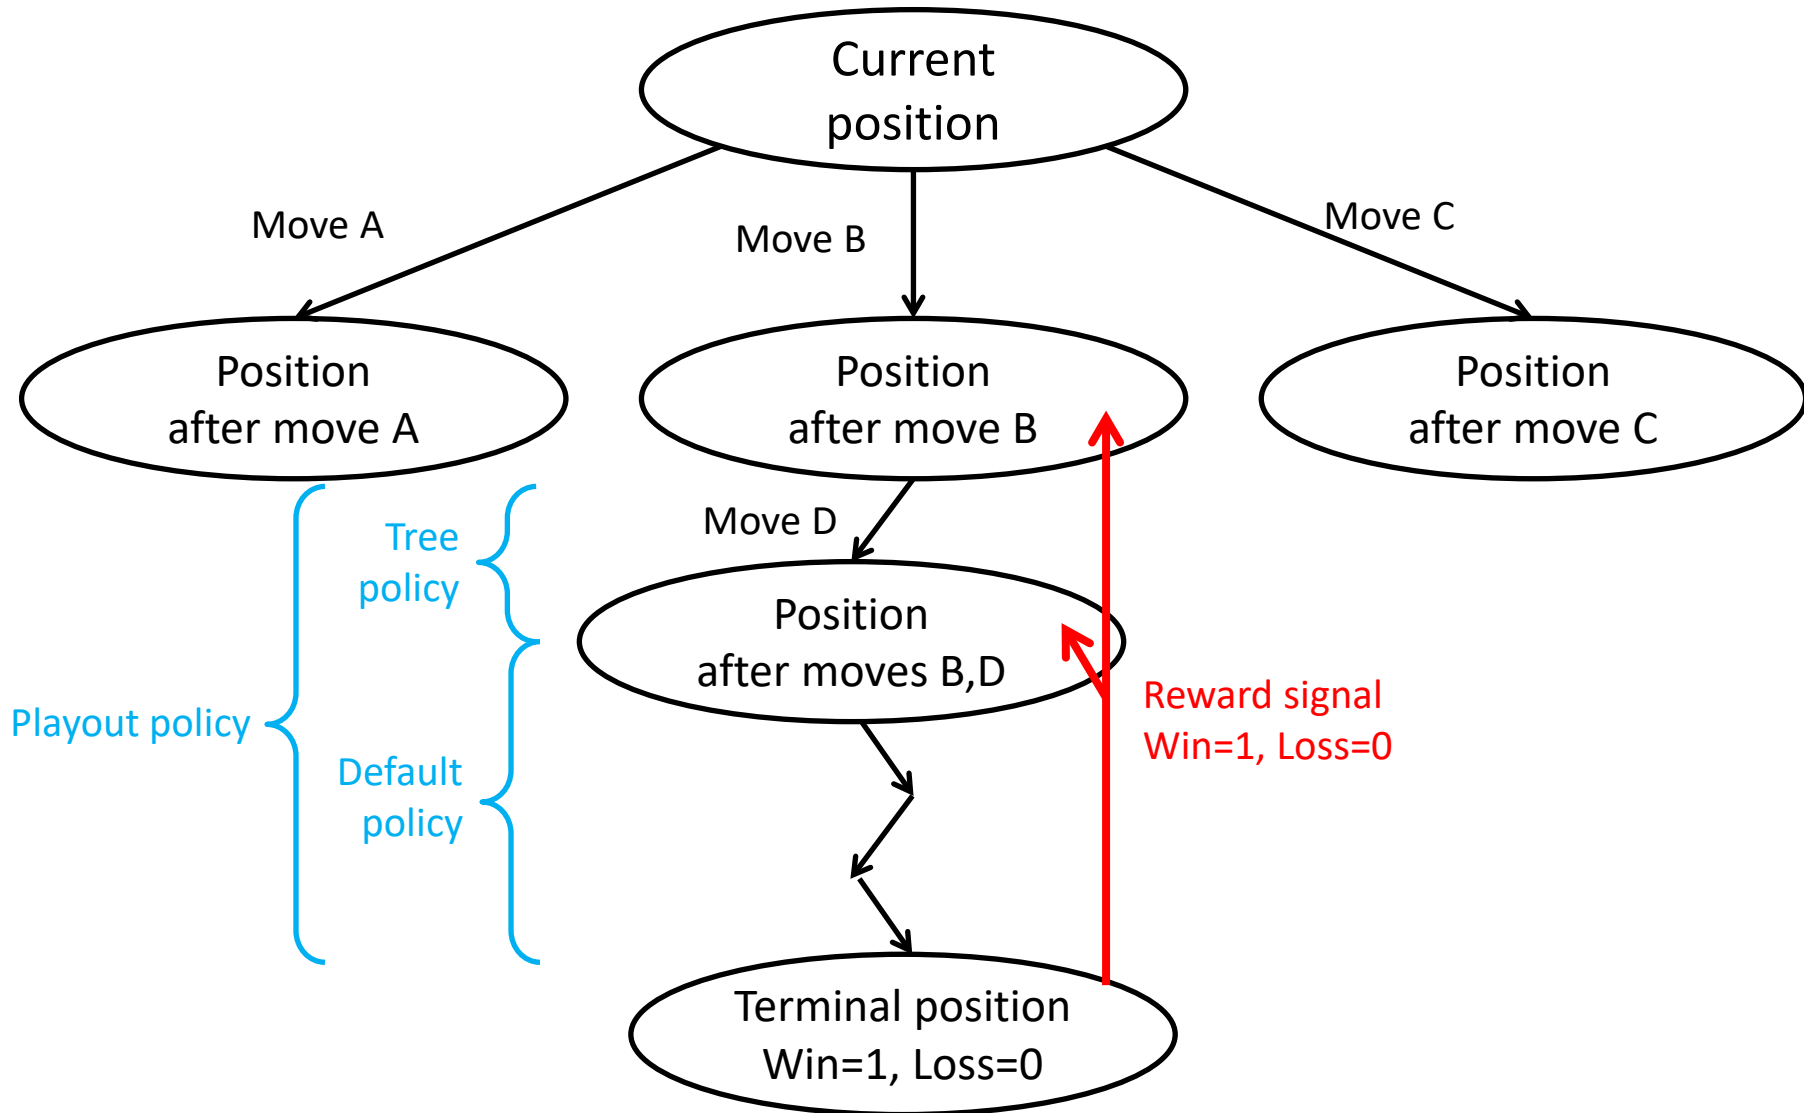 Current
position
Move A
Move B
Move C
Position
after move A
Position
after move B
Position
after move C
Tree
policy
Move D
Position
after moves B,D
Playout policy
Default
policy
Reward signal
Win=1, Loss=0
Terminal position
Win=1, Loss=0